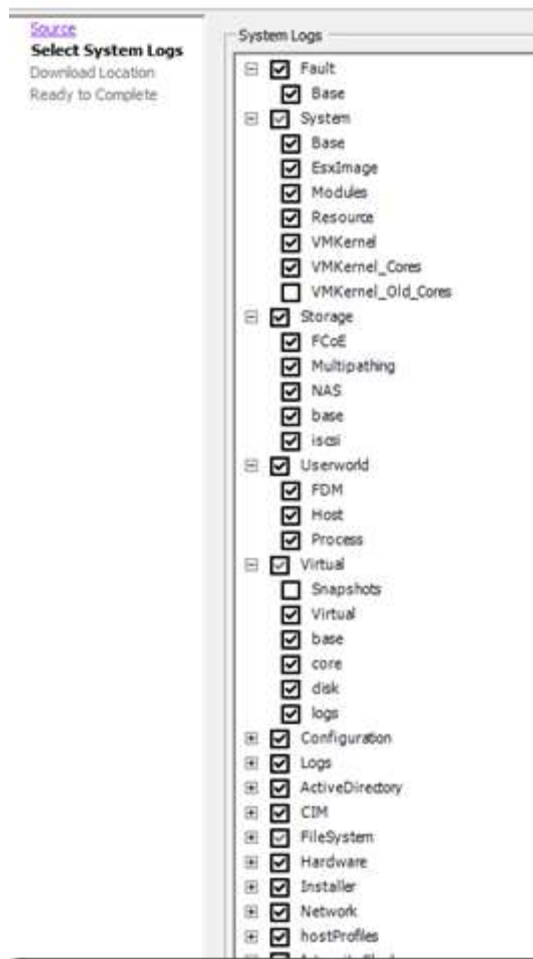 Source
Select System Logs
Download Location
Ready to Complete
System Logs
Fault
Base
System
Base
EsxImage
Modules
Resource
VMKernel
VMKernel_Cores
VMKernel_Old_Cores
Storage
FCoE
Multipathing
NAS
base
iscsi
Userworld
FDM
Host
Process
Virtual
Snapshots
Virtual
base
core
disk
logs
Configuration
Logs
ActiveDirectory
CIM
FileSystem
Hardware
Installer
Network
hostProfiles